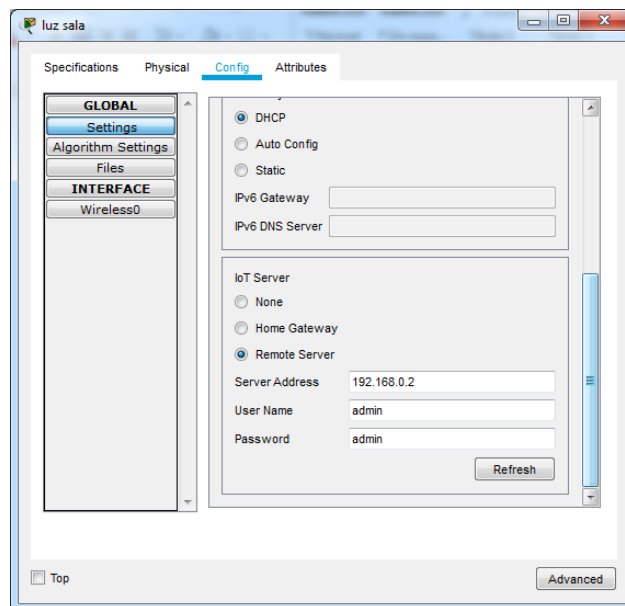 luz sala
Specifications Physical Config Attributes
GLOBAL
Settings
Algorithm Settings
Files
INTERFACE
Wireless0
DHCP
Auto Config
Static
IPv6 Gateway
IPv6 DNS Server
IoT Server
None
Home Gateway
Remote Server
Server Address 192.168.0.2
User Name admin
Password admin
Refresh
Top
Advanced